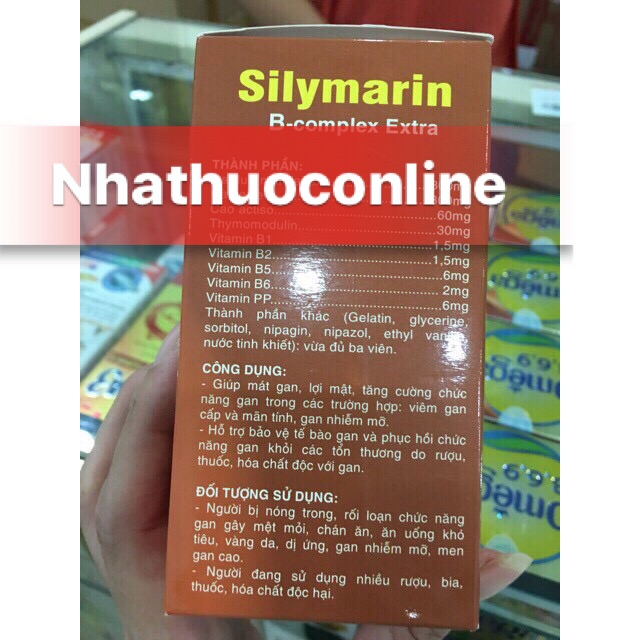 Silymarin
B-complex Extra
THÀNH PHẦN:
Nhathuoconline
Cao actiso..............................60mg
Thymomodulin......................30mg
Vitamin B1..............................1,5mg
Vitamin B2..............................1,5mg
Vitamin B5..............................6mg
Vitamin B6..............................2mg
Vitamin PP..............................6mg
Thành phần khác (Gelatin, glycerine,
sorbitol, nipagin, nipazol, ethyl
nước tinh khiết): vừa đủ ba viên.
CÔNG DỤNG:
- Giúp mát gan, lợi mật, tăng cường chức
năng gan trong các trường hợp: viêm gan
cấp và mãn tính, gan nhiễm mỡ.
- Hỗ trợ bảo vệ tế bào gan và phục hồi chức
năng gan khỏi các tổn thương do rượu,
thuốc, hóa chất độc với gan.
ĐỐI TƯỢNG SỬ DỤNG:
- Người bị nóng trong, rối loạn chức năng
gan gây mệt mỏi, chán ăn, ăn uống khó
tiêu, vàng da, dị ứng, gan nhiễm mỡ, men
gan cao.
- Người đang sử dụng nhiều rượu, bia,
thuốc, hóa chất độc hại.